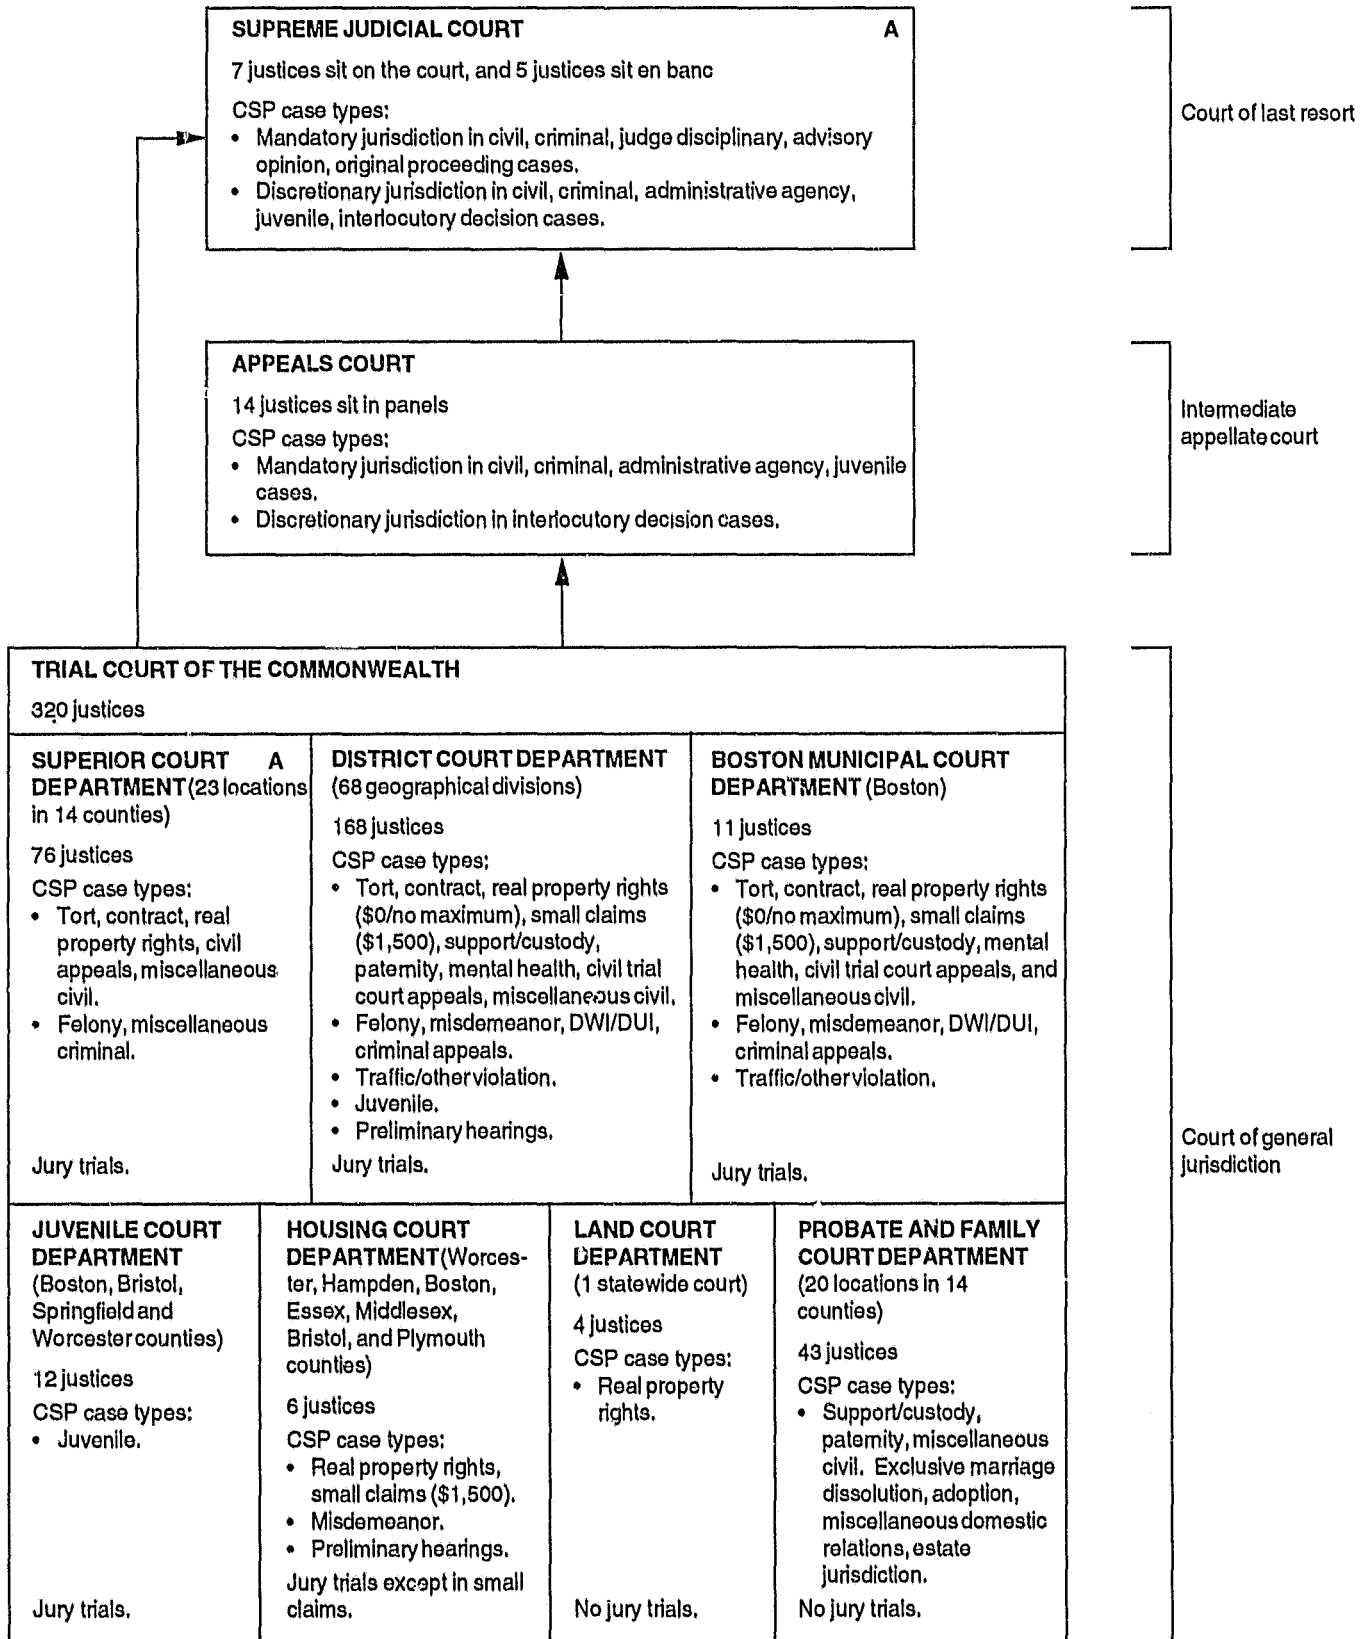 SUPREME JUDICIAL COURT A
7 justices sit on the court, and 5 justices sit en banc
CSP case types:
• Mandatory jurisdiction in civil, criminal, judge disciplinary, advisory
opinion, original proceeding cases.
• Discretionary jurisdiction in civil, criminal, administrative agency,
juvenile, interlocutory decision cases.
Court of last resort
APPEALS COURT
14 justices sit in panels
CSP case types:
• Mandatory jurisdiction in civil, criminal, administrative agency, juvenile
cases.
• Discretionary jurisdiction in interlocutory decision cases.
Intermediate
appellate court
TRIAL COURT OF THE COMMONWEALTH
320 justices
SUPERIOR COURT A
DEPARTMENT (23 locations
in 14 counties)
76 justices
CSP case types:
• Tort, contract, real
property rights, civil
appeals, miscellaneous
civil.
• Felony, miscellaneous
criminal.
Jury trials.
DISTRICT COURT DEPARTMENT
(68 geographical divisions)
168 justices
CSP case types:
• Tort, contract, real property rights
($0/no maximum), small claims
($1,500), support/custody,
paternity, mental health, civil trial
court appeals, miscellaneous civil.
• Felony, misdemeanor, DWI/DUI,
criminal appeals.
• Traffic/other violation.
• Juvenile.
• Preliminary hearings.
Jury trials.
BOSTON MUNICIPAL COURT
DEPARTMENT (Boston)
11 justices
CSP case types:
• Tort, contract, real property rights
($0/no maximum), small claims
($1,500), support/custody, mental
health, civil trial court appeals, and
miscellaneous civil.
• Felony, misdemeanor, DWI/DUI,
criminal appeals.
• Traffic/other violation.
Jury trials.
Court of general
jurisdiction
JUVENILE COURT
DEPARTMENT
(Boston, Bristol,
Springfield and
Worcester counties)
12 justices
CSP case types:
• Juvenile.
Jury trials.
HOUSING COURT
DEPARTMENT (Worces-
ter, Hampden, Boston,
Essex, Middlesex,
Bristol, and Plymouth
counties)
6 justices
CSP case types:
• Real property rights,
small claims ($1,500).
• Misdemeanor.
• Preliminary hearings.
Jury trials except in small
claims.
LAND COURT
DEPARTMENT
(1 statewide court)
4 justices
CSP case types:
• Real property
rights.
No jury trials.
PROBATE AND FAMILY
COURT DEPARTMENT
(20 locations in 14
counties)
43 justices
CSP case types:
• Support/custody,
paternity, miscellaneous
civil. Exclusive marriage
dissolution, adoption,
miscellaneous domestic
relations, estate
jurisdiction.
No jury trials.